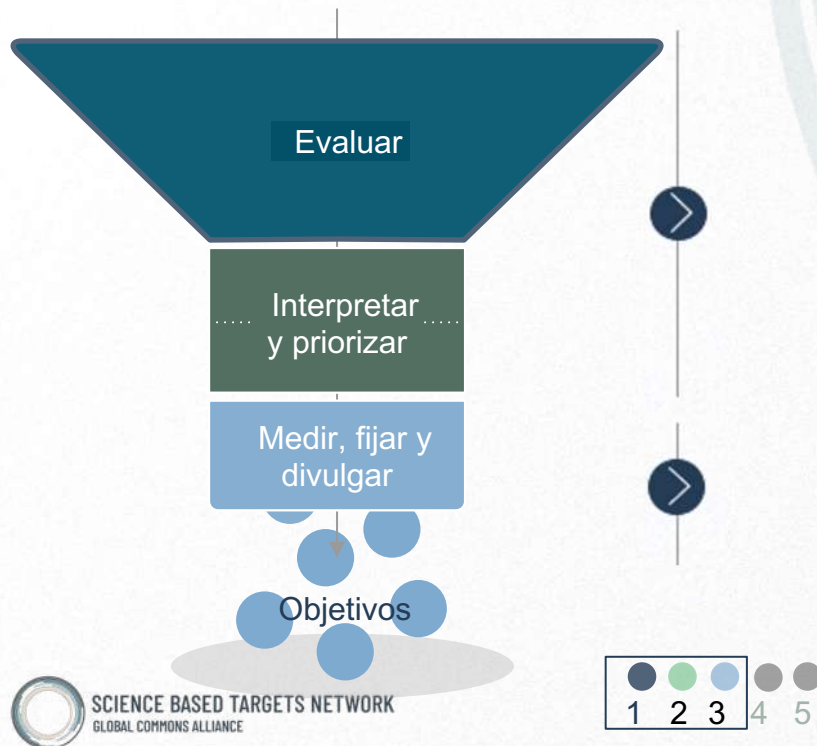 Evaluar
Interpretar
y priorizar
Medir, fijar y
divulgar
Objetivos
SCIENCE BASED TARGETS NETWORK
GLOBAL COMMONS ALLIANCE
1 2 3 4 5